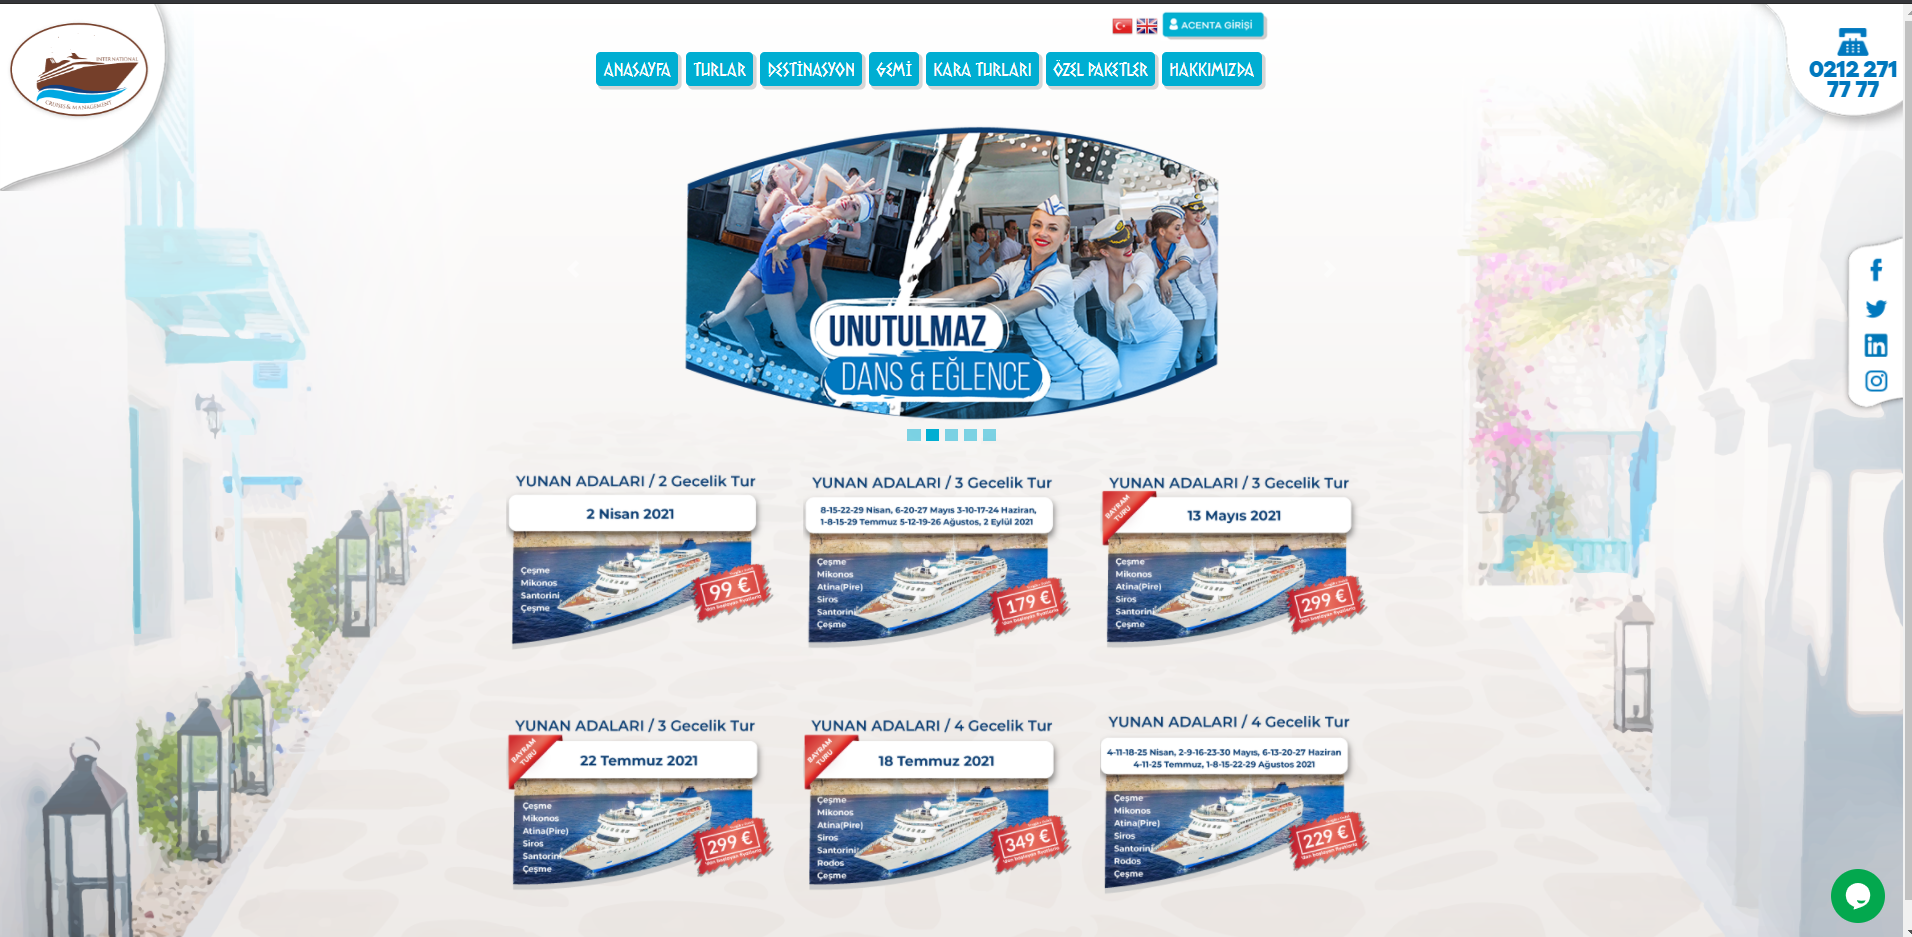 INTERNATIONAL
CRUISES & MANAGEMENT
ACENTA GİRİŞİ
0212 271
77 77
ANASAYFA
TURLAR
DESTİNASYON
GEMİ
KARA TURLARI
ÖZEL PAKETLER
HAKKIMIZDA
UNUTULMAZ
DANS & EĞLENCE
YUNAN ADALARI / 2 Gecelik Tur
2 Nisan 2021
Çeşme
Mikonos
Santorini
Çeşme
99 €
YUNAN ADALARI / 3 Gecelik Tur
8-15-22-29 Nisan, 6-20-27 Mayıs 3-10-17-24 Haziran,
1-8-15-29 Temmuz 5-12-19-26 Ağustos, 2 Eylül 2021
Çeşme
Mikonos
Atina(Pire)
Siros
Santorini
Çeşme
179 €
YUNAN ADALARI / 3 Gecelik Tur
BAYRAM
TURU
13 Mayıs 2021
Çeşme
Mikonos
Atina(Pire)
Siros
Santorini
Çeşme
299 €
YUNAN ADALARI / 3 Gecelik Tur
BAYRAM
TURU
22 Temmuz 2021
Çeşme
Mikonos
Atina(Pire)
Siros
Santorini
Çeşme
299 €
YUNAN ADALARI / 4 Gecelik Tur
BAYRAM
TURU
18 Temmuz 2021
Çeşme
Mikonos
Atina(Pire)
Siros
Santorini
Rodos
Çeşme
349 €
YUNAN ADALARI / 4 Gecelik Tur
4-11-18-25 Nisan, 2-9-16-23-30 Mayıs, 6-13-20-27 Haziran
4-11-25 Temmuz, 1-8-15-22-29 Ağustos 2021
Çeşme
Mikonos
Atina(Pire)
Siros
Santorini
Rodos
Çeşme
229 €